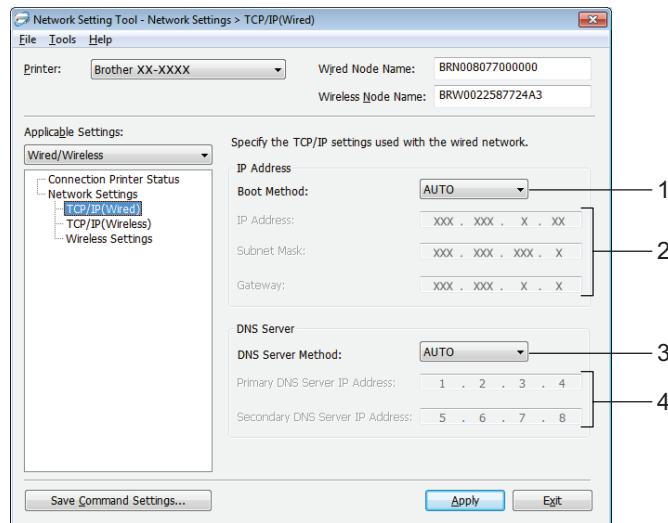 Network Setting Tool - Network Settings > TCP/IP(Wired)
File Tools Help
Printer: Brother XX-XXXX
Wired Node Name: BRN008077000000
Wireless Node Name: BRW0022587724A3
Applicable Settings:
Wired/Wireless
Connection Printer Status
Network Settings
TCP/IP(Wired)
TCP/IP(Wireless)
Wireless Settings
Specify the TCP/IP settings used with the wired network.
IP Address
Boot Method: AUTO 1
IP Address: XXX . XXX . X . XX
Subnet Mask: XXX . XXX . XXX . X 2
Gateway: XXX . XXX . X . X
DNS Server
DNS Server Method: AUTO 3
Primary DNS Server IP Address: 1 . 2 . 3 . 4
4
Secondary DNS Server IP Address: 5 . 6 . 7 . 8
Save Command Settings... Apply Exit